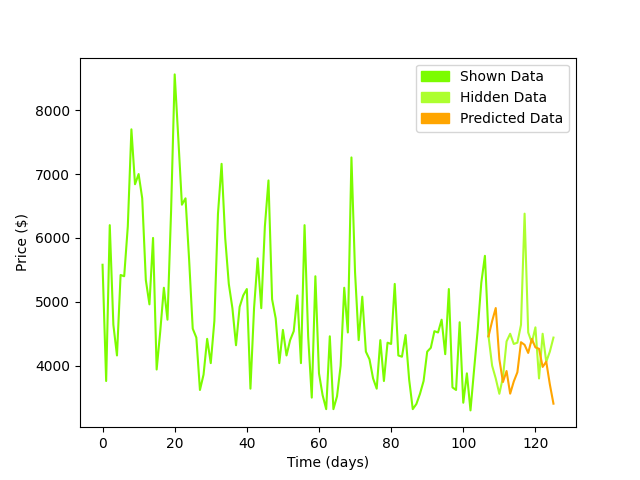 Shown Data
Hidden Data
Predicted Data
8000
7000
6000
5000
4000
Price ($)
0 20 40 60 80 100 120
Time (days)